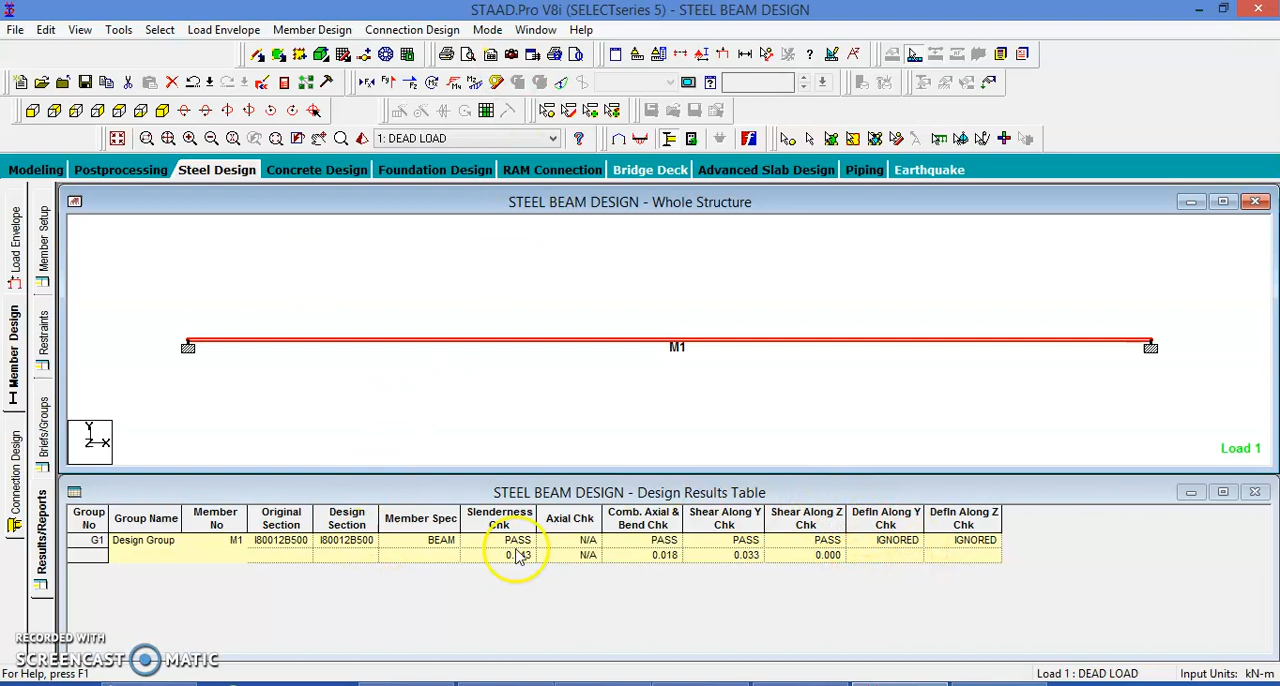 STAAD.Pro V8i (SELECTseries 5) - STEEL BEAM DESIGN
File Edit View Tools Select Load Envelope Member Design Connection Design Mode Window Help
1: DEAD LOAD
Modeling Postprocessing Steel Design Concrete Design Foundation Design RAM Connection Bridge Deck Advanced Slab Design Piping Earthquake
STEEL BEAM DESIGN - Whole Structure
Load Envelope
Member Design
Connection Design
Member Setup
Restraints
Briefs/Groups
Results/Reports
M1
Y
Z X
Load 1
STEEL BEAM DESIGN - Design Results Table
Group No Group Name Member No Original Section Design Section Member Spec Slenderness Chk Axial Chk Comb. Axial & Bend Chk Shear Along Y Chk Shear Along Z Chk Defln Along Y Chk Defln Along Z Chk
G1 Design Group M1 I80012B500 I80012B500 BEAM PASS N/A PASS PASS PASS IGNORED IGNORED
N/A 0.018 0.033 0.000
RECORDED WITH
SCREENCAST MATIC
For Help, press F1 Load 1 : DEAD LOAD Input Units: kN-m